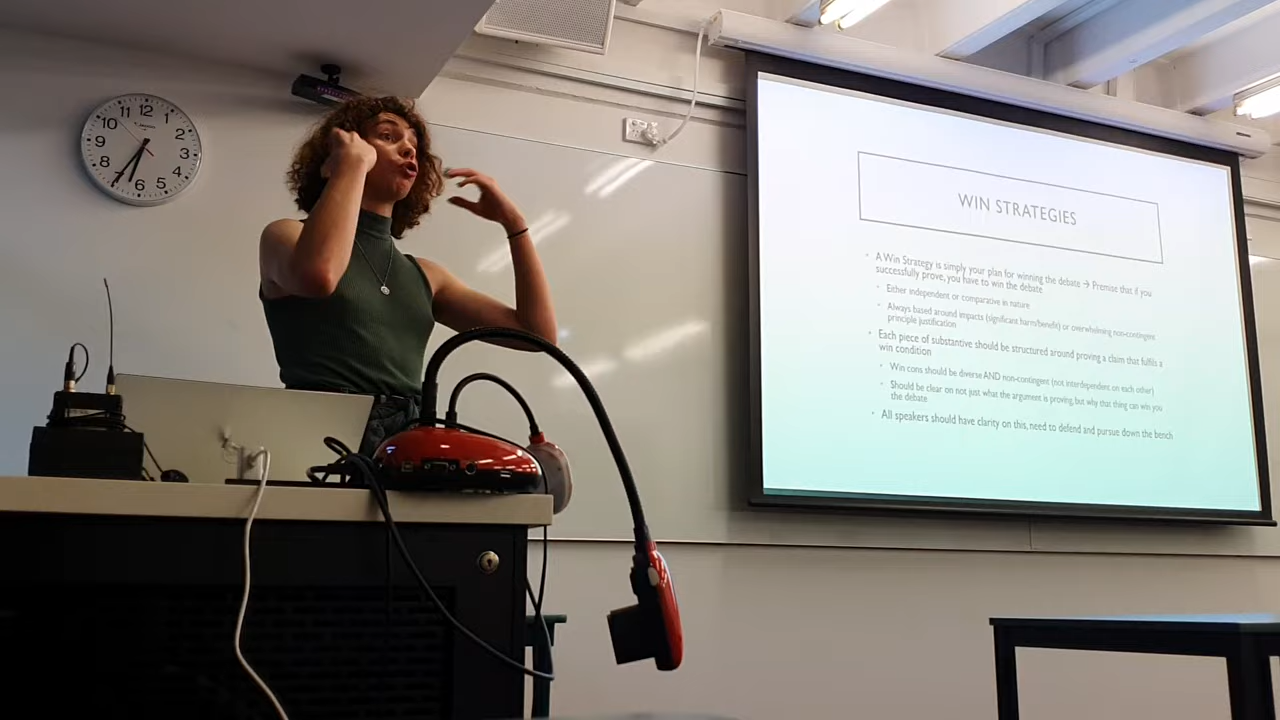 12
1
2
3
4
5
6
7
8
9
10
11
WIN STRATEGIES
A Win Strategy is simply your plan for winning the debate → Premise that if you
successfully prove, you have to win the debate
Either independent or comparative in nature
Always based around impacts (significant harm/benefit) or overwhelming non-contingent
principle justification
Each piece of substantive should be structured around proving a claim that fulfils a
win condition
Win cons should be diverse AND non-contingent (not interdependent on each other)
Should be clear on not just what the argument is proving, but why that thing can win you
the debate
All speakers should have clarity on this, need to defend and pursue down the bench